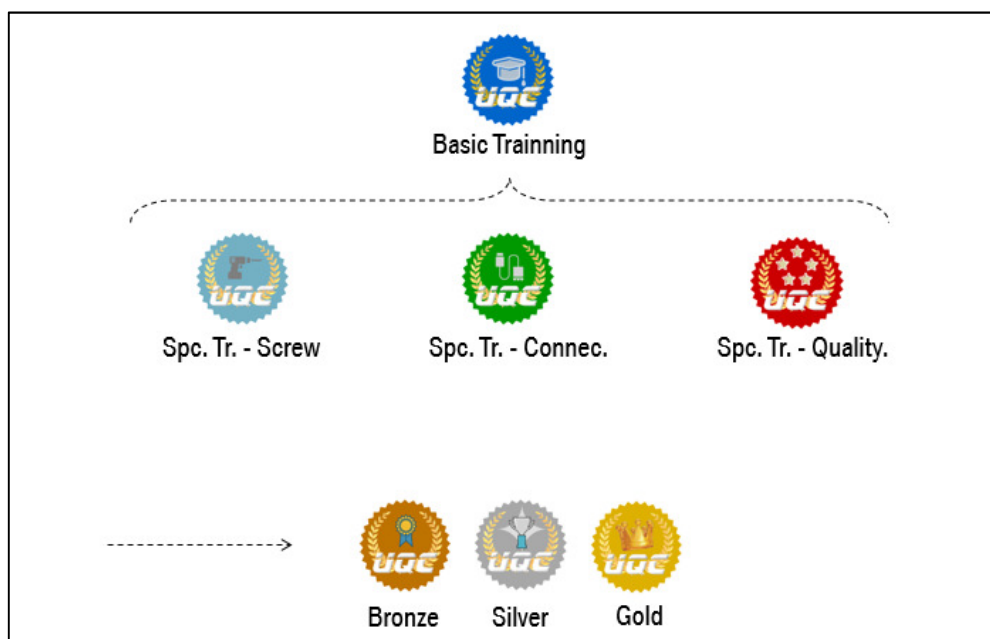 UQC
Basic Trainning
UQC UQC UQC
Spc. Tr. - Screw Spc. Tr. - Connec. Spc. Tr. - Quality.
UQC UQC UQC
Bronze Silver Gold